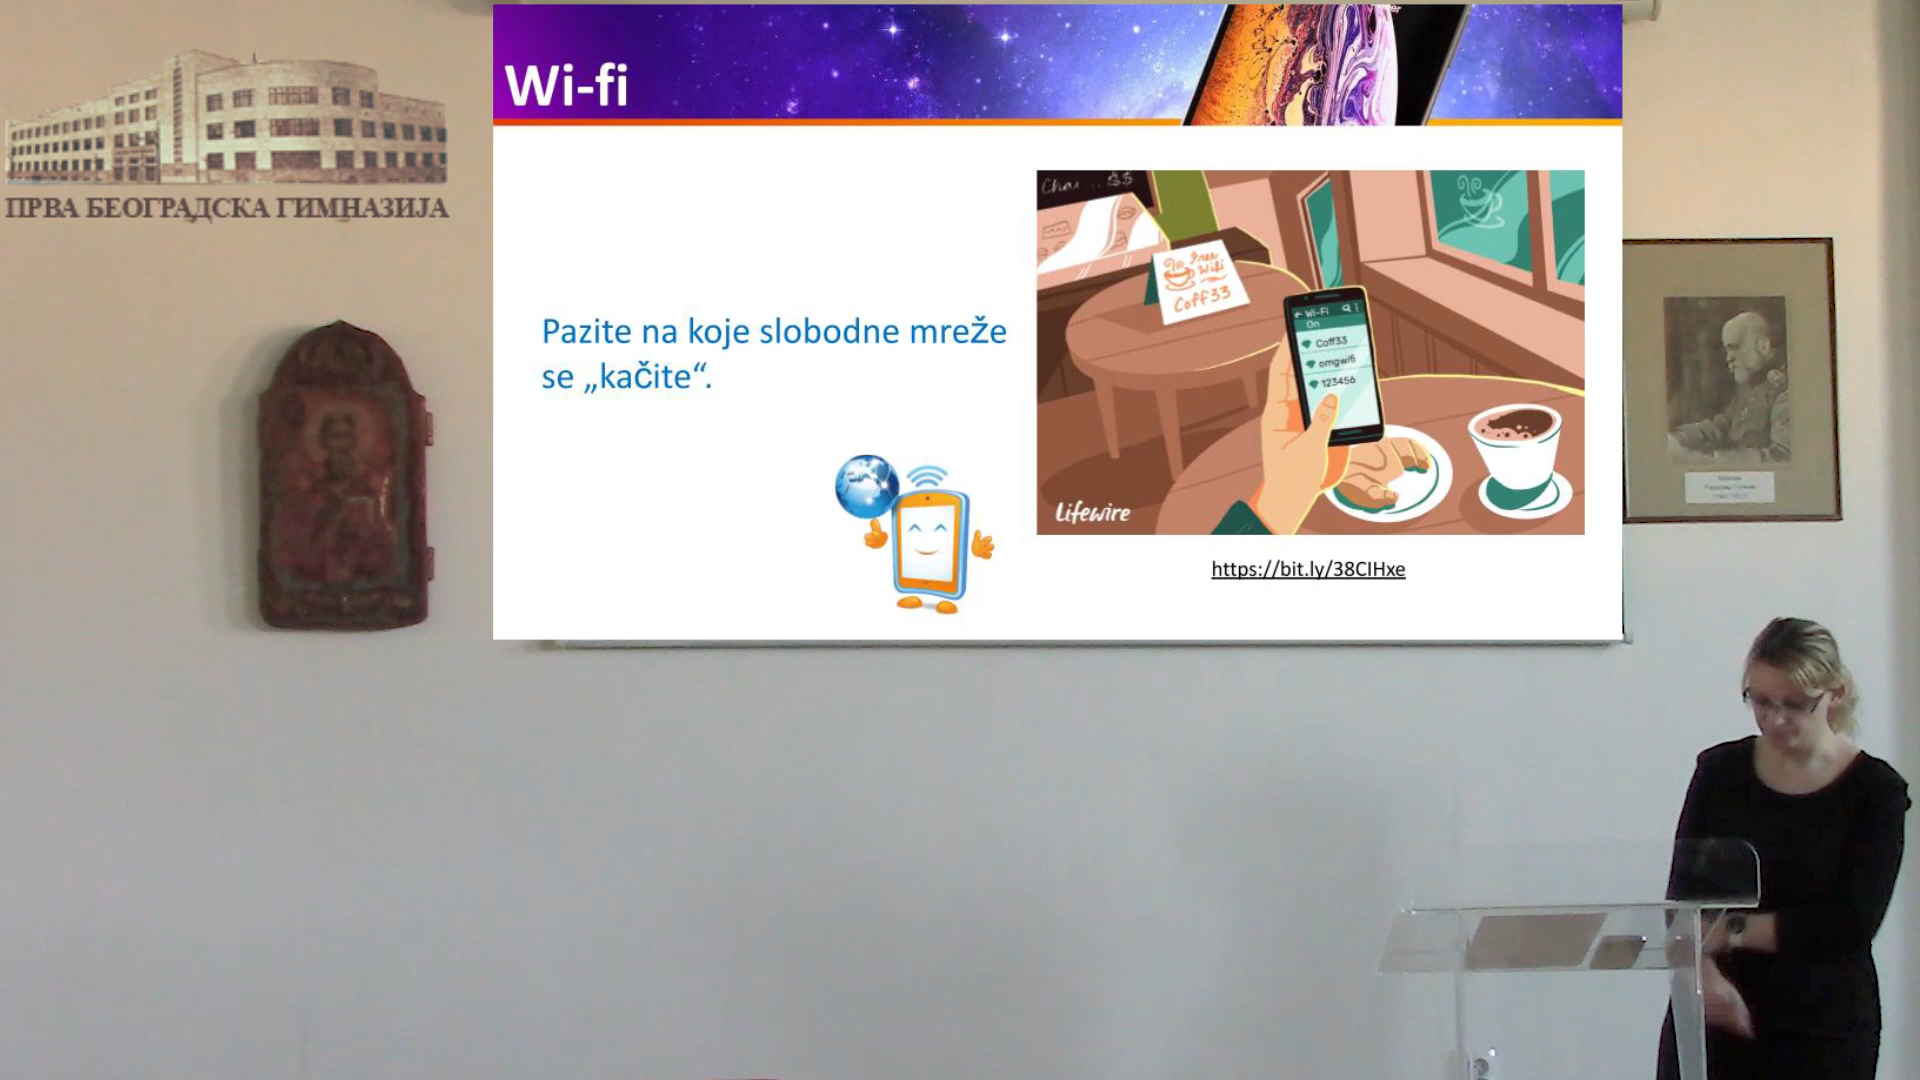 ПРВА БЕОГРАДСКА ГИМНАЗИЈА
Wi-fi
Pazite na koje slobodne mreže
se „kačite“.
Free
Wifi
Coff33
Wi-Fi
On
Coff33
omgwifi
123456
Lifewire
https://bit.ly/38CIHxe